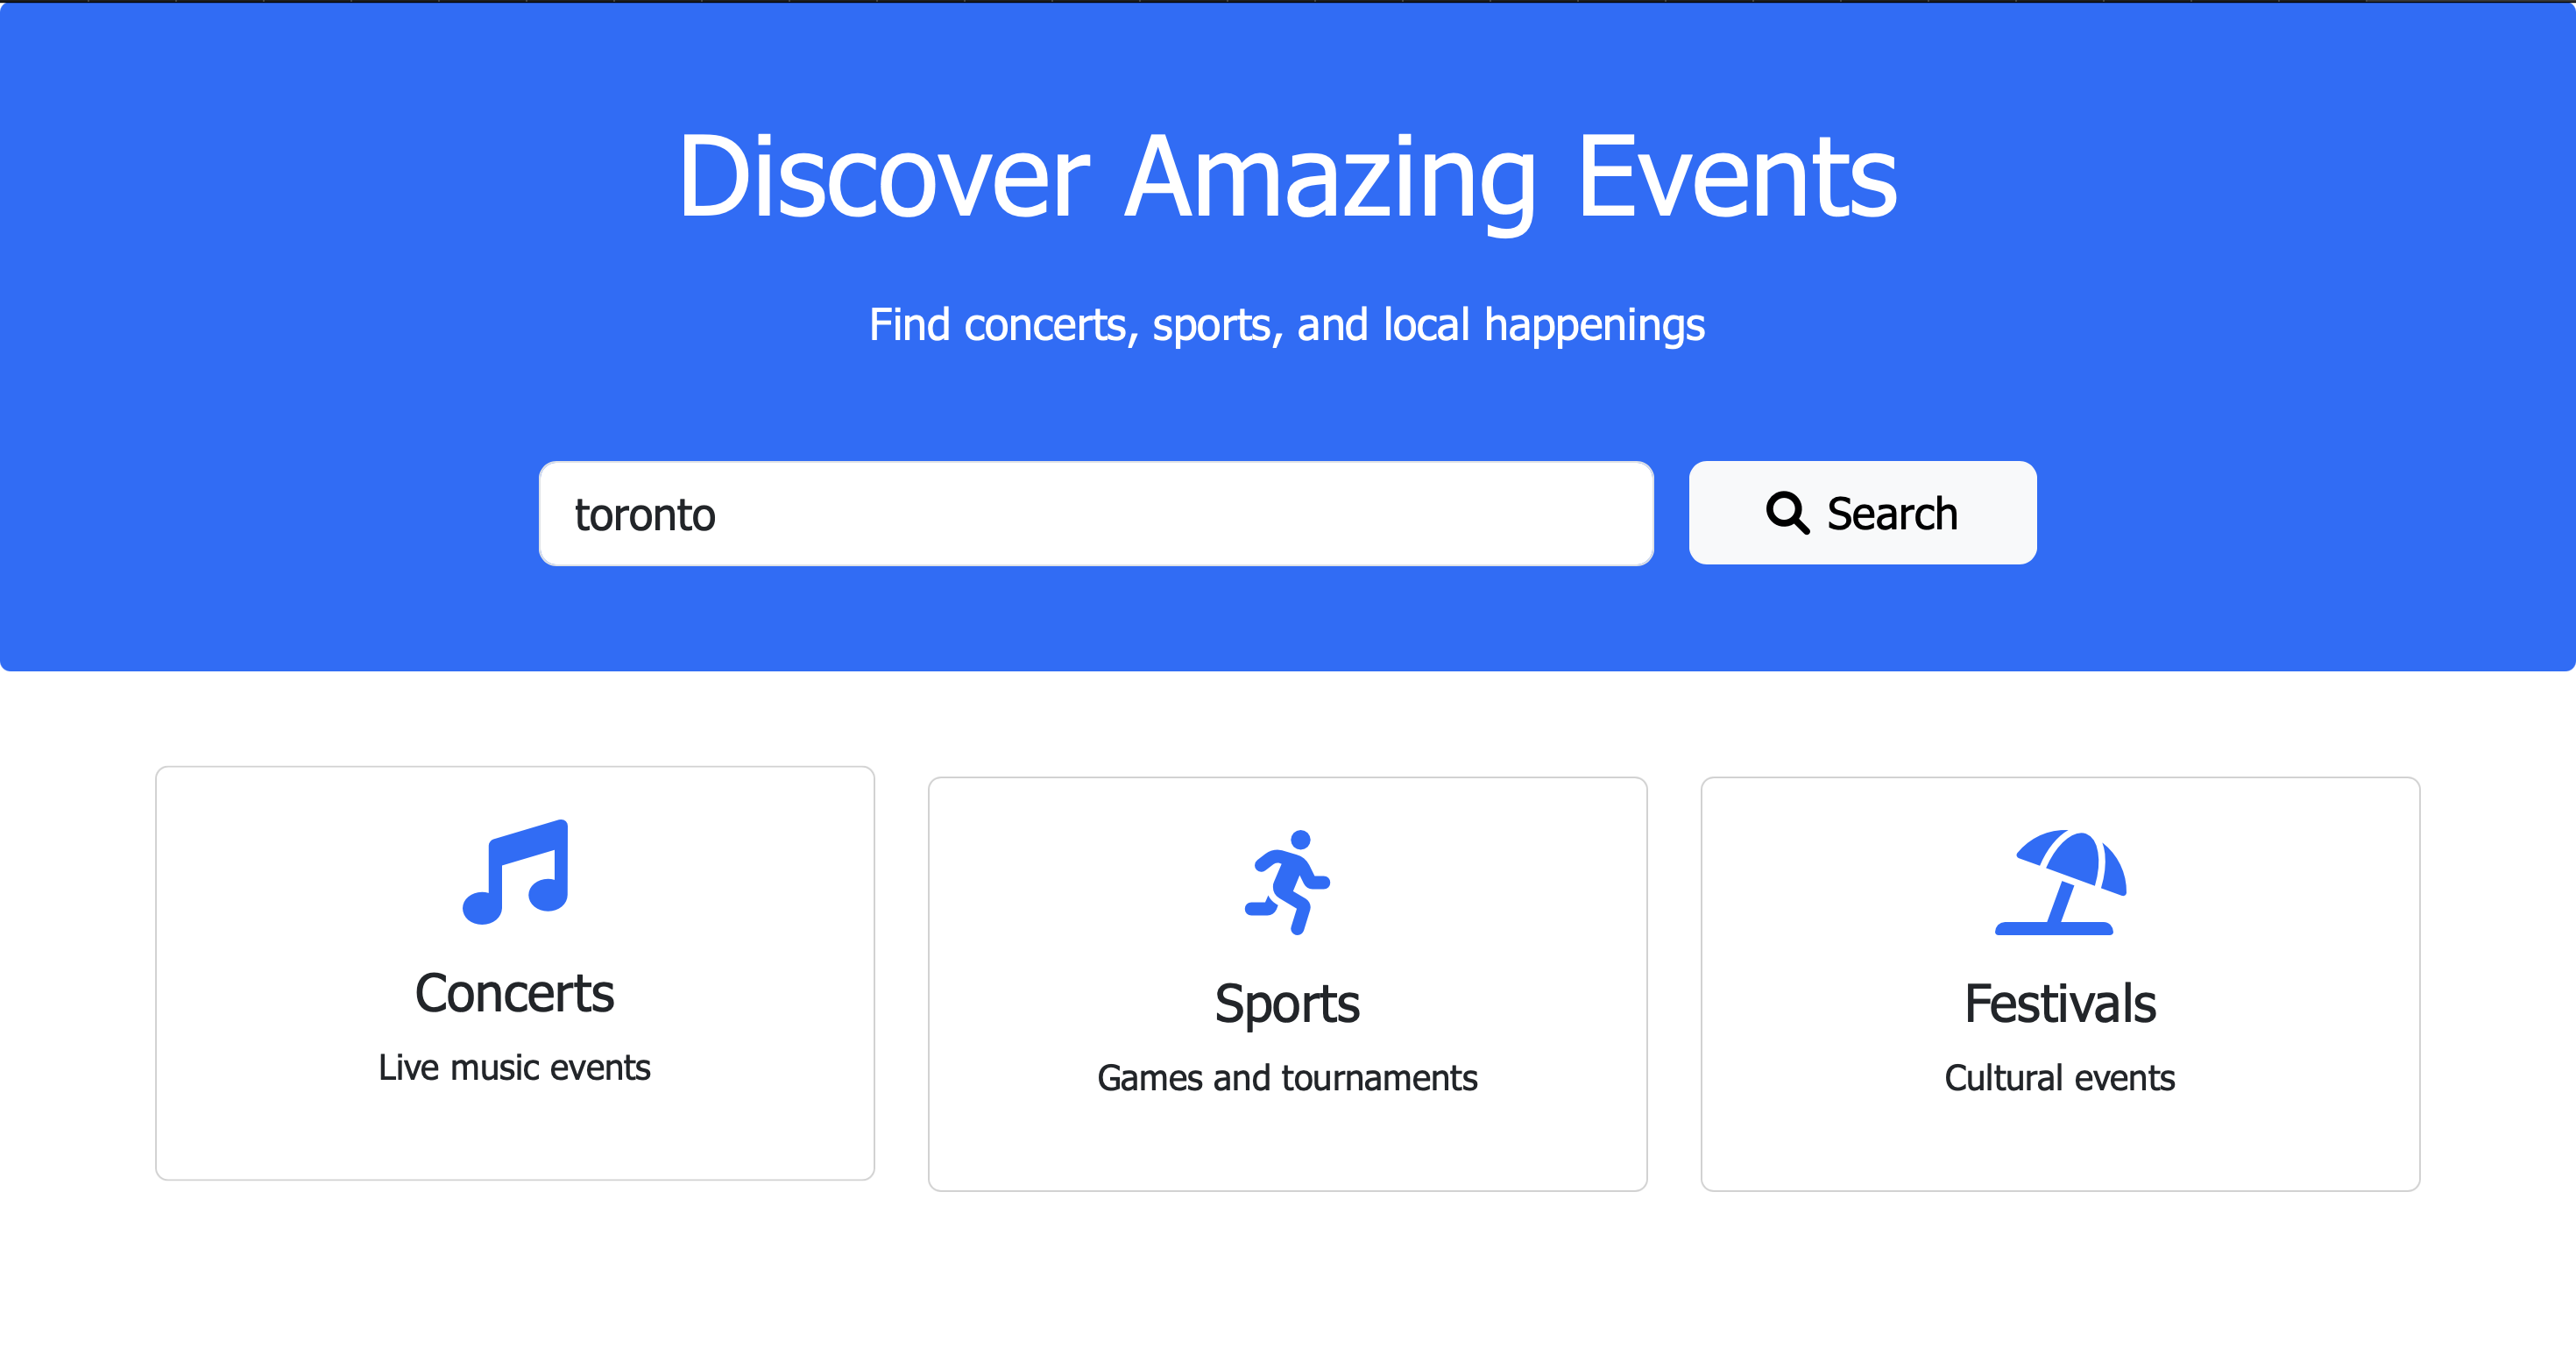 Discover Amazing Events
Find concerts, sports, and local happenings
toronto
Search
Concerts
Live music events
Sports
Games and tournaments
Festivals
Cultural events